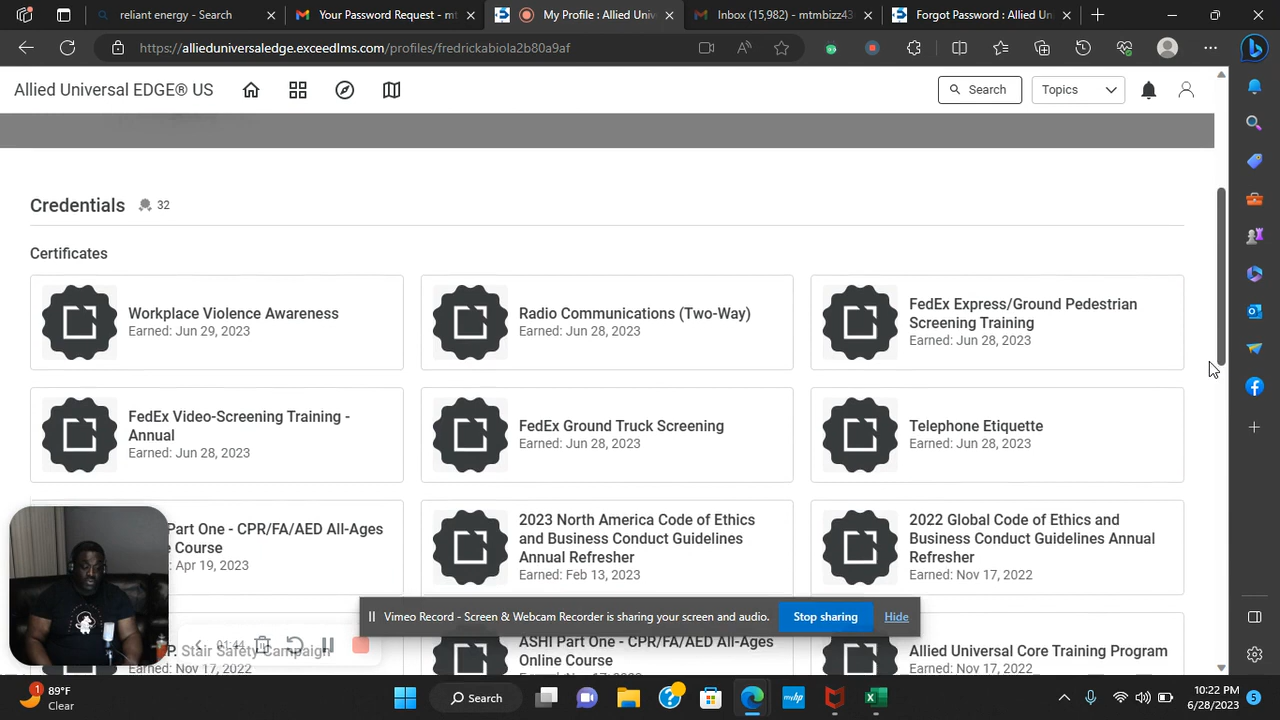 reliant energy - Search
Your Password Request - mt
My Profile : Allied Univer
Inbox (15,982) - mtmbizz43
Forgot Password : Allied Un
https://allieduniversaledge.exceedlms.com/profiles/fredrickabiola2b80a9af
Allied Universal EDGE® US
Search
Topics
Credentials 32
Certificates
Workplace Violence Awareness
Earned: Jun 29, 2023
Radio Communications (Two-Way)
Earned: Jun 28, 2023
FedEx Express/Ground Pedestrian
Screening Training
Earned: Jun 28, 2023
FedEx Video-Screening Training -
Annual
Earned: Jun 28, 2023
FedEx Ground Truck Screening
Earned: Jun 28, 2023
Telephone Etiquette
Earned: Jun 28, 2023
Part One - CPR/FA/AED All-Ages
Course
Apr 19, 2023
2023 North America Code of Ethics
and Business Conduct Guidelines
Annual Refresher
Earned: Feb 13, 2023
2022 Global Code of Ethics and
Business Conduct Guidelines Annual
Refresher
Earned: Nov 17, 2022
Vimeo Record - Screen & Webcam Recorder is sharing your screen and audio.
Stop sharing
Hide
01:44
Stair Safety Campaign
Nov 17, 2022
ASHI Part One - CPR/FA/AED All-Ages
Online Course
Allied Universal Core Training Program
Earned: Nov 17, 2022
1
89°F
Clear
Search
10:22 PM
6/28/2023
5